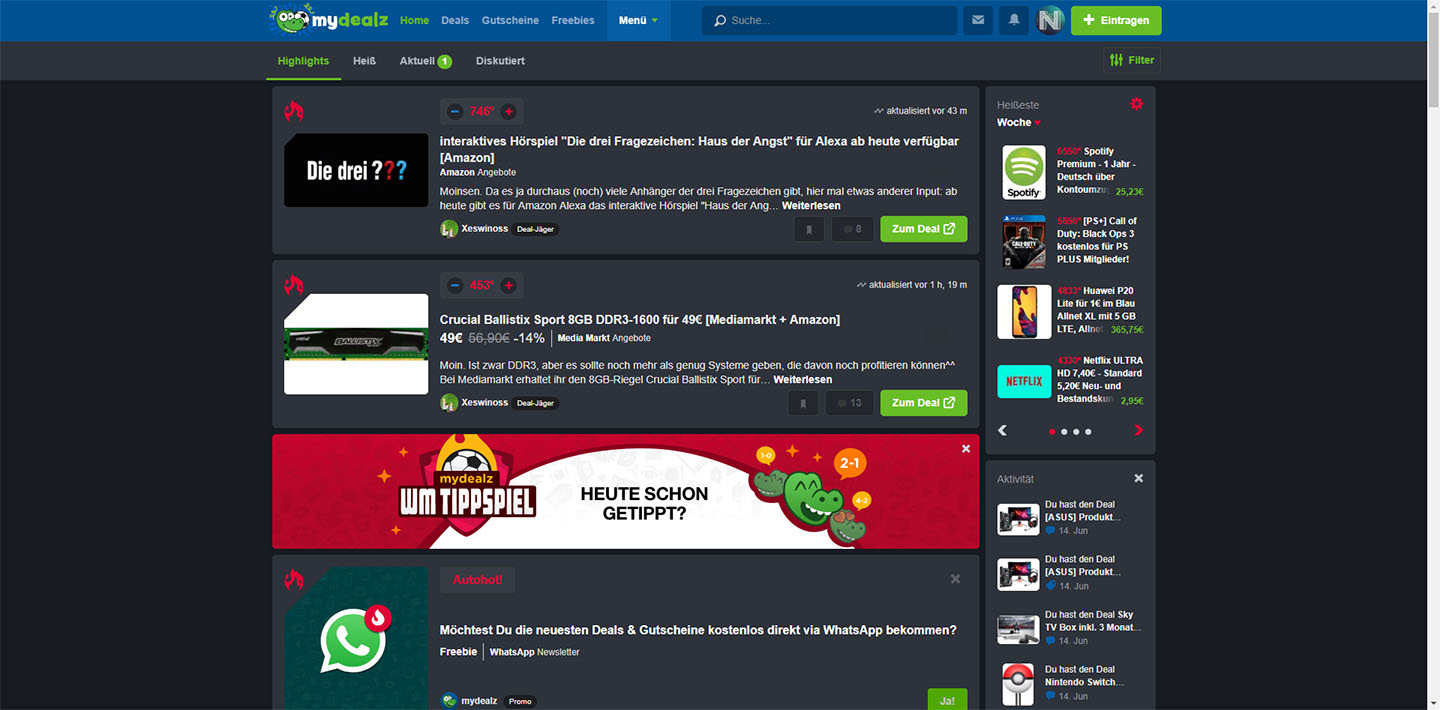 mydealz Home Deals Gutscheine Freebies Menü Suche... Eintragen
Highlights Heiß Aktuell 1 Diskutiert Filter
746° aktualisiert vor 43 m
Die drei ???
interaktives Hörspiel "Die drei Fragezeichen: Haus der Angst" für Alexa ab heute verfügbar
[Amazon]
Amazon Angebote
Moinsen. Da es ja durchaus (noch) viele Anhänger der drei Fragezeichen gibt, hier mal etwas anderer Input: ab
heute gibt es für Amazon Alexa das interaktive Hörspiel "Haus der Ang... Weiterlesen
Xeswinoss Deal-Jäger 8 Zum Deal
453° aktualisiert vor 1 h, 19 m
BALLISTIX
Crucial Ballistix Sport 8GB DDR3-1600 für 49€ [Mediamarkt + Amazon]
49€ 56,90€ -14% Media Markt Angebote
Moin. Ist zwar DDR3, aber es sollte noch mehr als genug Systeme geben, die davon noch profitieren können^^
Bei Mediamarkt erhaltet ihr den 8GB-Riegel Crucial Ballistix Sport für... Weiterlesen
Xeswinoss Deal-Jäger 13 Zum Deal
mydealz
WM TIPPSPIEL
HEUTE SCHON
GETIPPT?
1-0
2-1
4-2
Autohot!
Möchtest Du die neuesten Deals & Gutscheine kostenlos direkt via WhatsApp bekommen?
Freebie WhatsApp Newsletter
mydealz Promo Ja!
Heißeste
Woche
6550° Spotify
Premium - 1 Jahr -
Deutsch über
Kontoumzu 25,23€
Spotify
5656° [PS+] Call of
Duty: Black Ops 3
kostenlos für PS
PLUS Mitglieder!
4833° Huawei P20
Lite für 1€ im Blau
Allnet XL mit 5 GB
LTE, Allnet 365,75€
4330° Netflix ULTRA
HD 7,40€ - Standard
5,20€ Neu- und
Bestandskun 2,95€
NETFLIX
Aktivität
Du hast den Deal
[ASUS] Produkt...
14. Jun
Du hast den Deal
[ASUS] Produkt...
14. Jun
Du hast den Deal Sky
TV Box inkl. 3 Monat...
14. Jun
Du hast den Deal
Nintendo Switch...
14. Jun